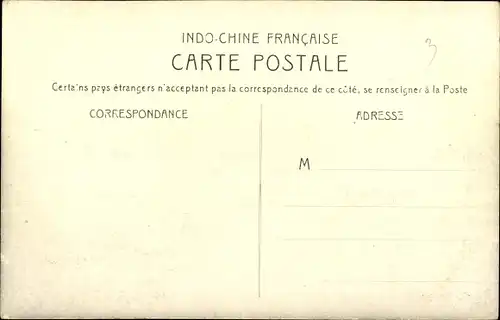 INDO-CHINE FRANÇAISE
3
CARTE POSTALE
Certains pays étrangers n'acceptant pas la correspondance de ce côté, se renseigner à la Poste
CORRESPONDANCE
ADRESSE
M